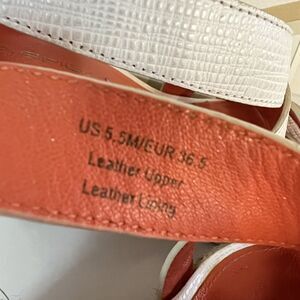 US 5.5M/EUR 36.5
Leather Upper
Leather Lining